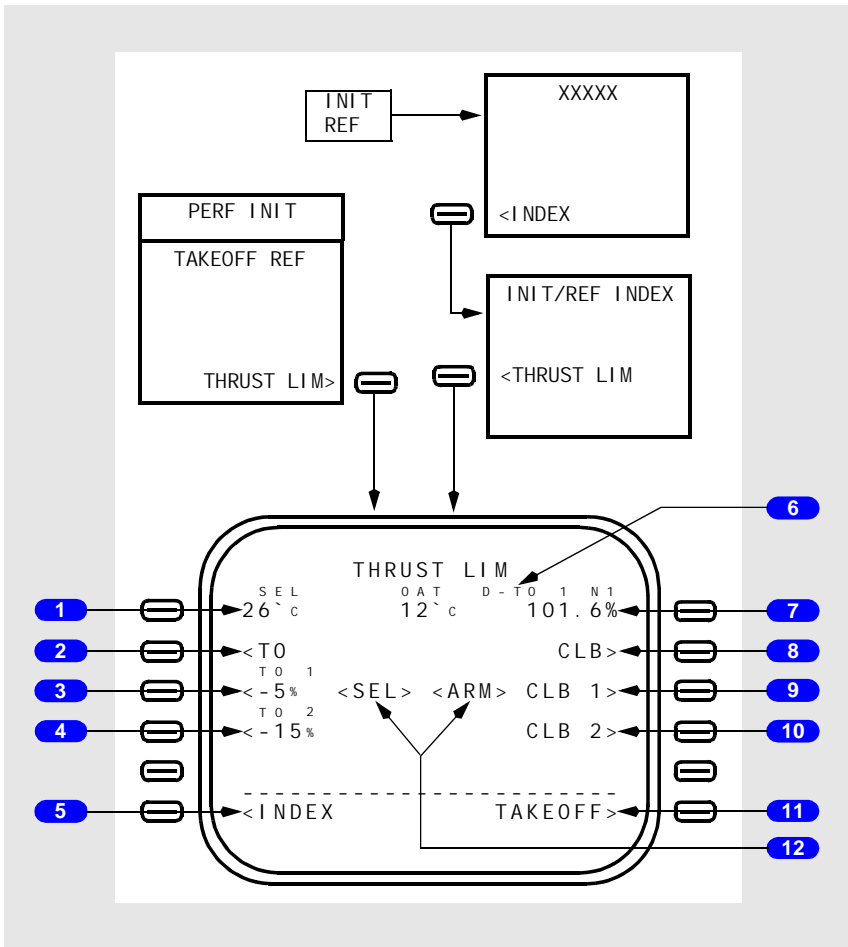 INIT
REF
XXXXX
<INDEX
PERF INIT
TAKEOFF REF
THRUST LIM>
INIT/REF INDEX
<THRUST LIM
6
THRUST LIM
SEL OAT D-TO 1 N1
1 26`c 12`c 101.6% 7
2 <TO CLB> 8
TO 1
3 <-5% <SEL> <ARM> CLB 1> 9
TO 2
4 <-15% CLB 2> 10
------------------------
5 <INDEX TAKEOFF> 11
12